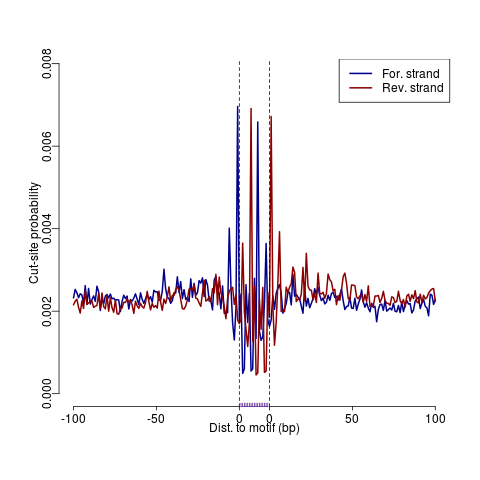 For. strand
Rev. strand
Cut-site probability
0.008
0.006
0.004
0.002
0.000
-100 -50 0 0 50 100
Dist. to motif (bp)